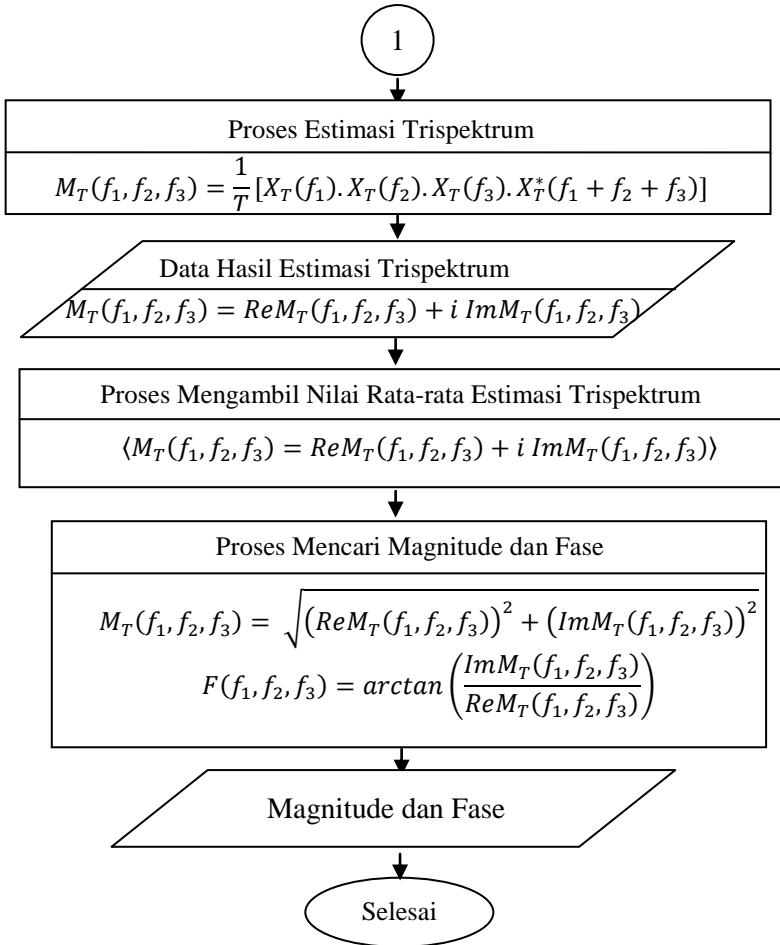 1
Proses Estimasi Trispektrum
M_T(f_1, f_2, f_3) = \frac{1}{T} [X_T(f_1). X_T(f_2). X_T(f_3). X_T^*(f_1 + f_2 + f_3)]
Data Hasil Estimasi Trispektrum
M_T(f_1, f_2, f_3) = ReM_T(f_1, f_2, f_3) + i ImM_T(f_1, f_2, f_3)
Proses Mengambil Nilai Rata-rata Estimasi Trispektrum
⟨M_T(f_1, f_2, f_3) = ReM_T(f_1, f_2, f_3) + i ImM_T(f_1, f_2, f_3)⟩
Proses Mencari Magnitude dan Fase
M_T(f_1, f_2, f_3) = \sqrt{(ReM_T(f_1, f_2, f_3))^2 + (ImM_T(f_1, f_2, f_3))^2}
F(f_1, f_2, f_3) = arctan(\frac{ImM_T(f_1, f_2, f_3)}{ReM_T(f_1, f_2, f_3)})
Magnitude dan Fase
Selesai